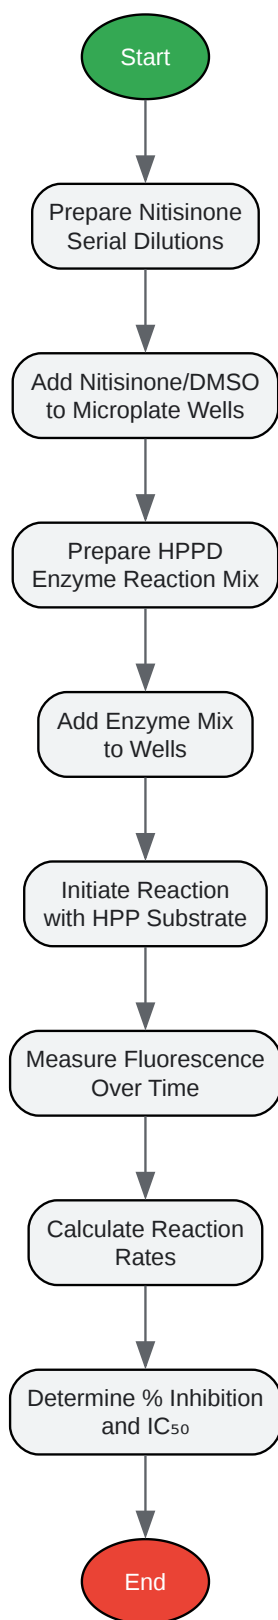 Start
Prepare Nitisinone
Serial Dilutions
Add Nitisinone/DMSO
to Microplate Wells
Prepare HPPD
Enzyme Reaction Mix
Add Enzyme Mix
to Wells
Initiate Reaction
with HPP Substrate
Measure Fluorescence
Over Time
Calculate Reaction
Rates
Determine % Inhibition
and IC₅₀
End